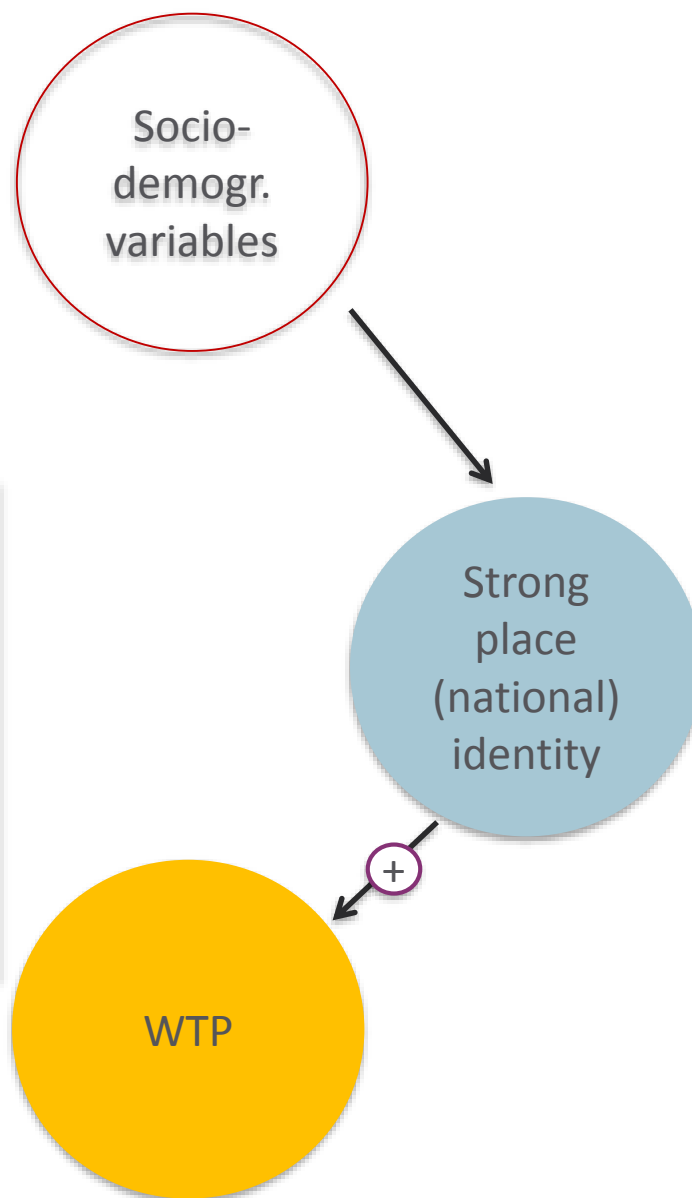 Socio-
demogr.
variables
Strong
place
(national)
identity
+
WTP